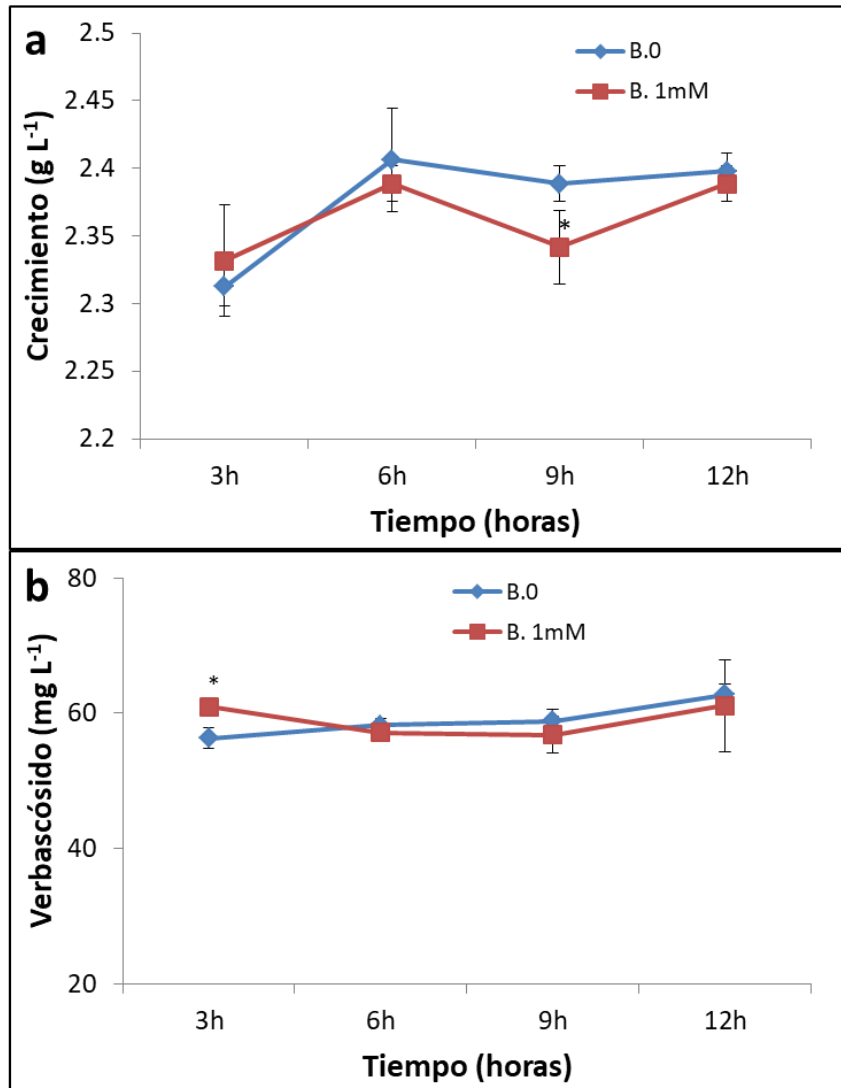 a
Crecimiento (g L-1)
2.5
2.45
2.4
2.35
2.3
2.25
2.2
B.0
B. 1mM
*
3h 6h 9h 12h
Tiempo (horas)
b
Verbascósido (mg L-1)
80
60
40
20
B.0
B. 1mM
*
3h 6h 9h 12h
Tiempo (horas)